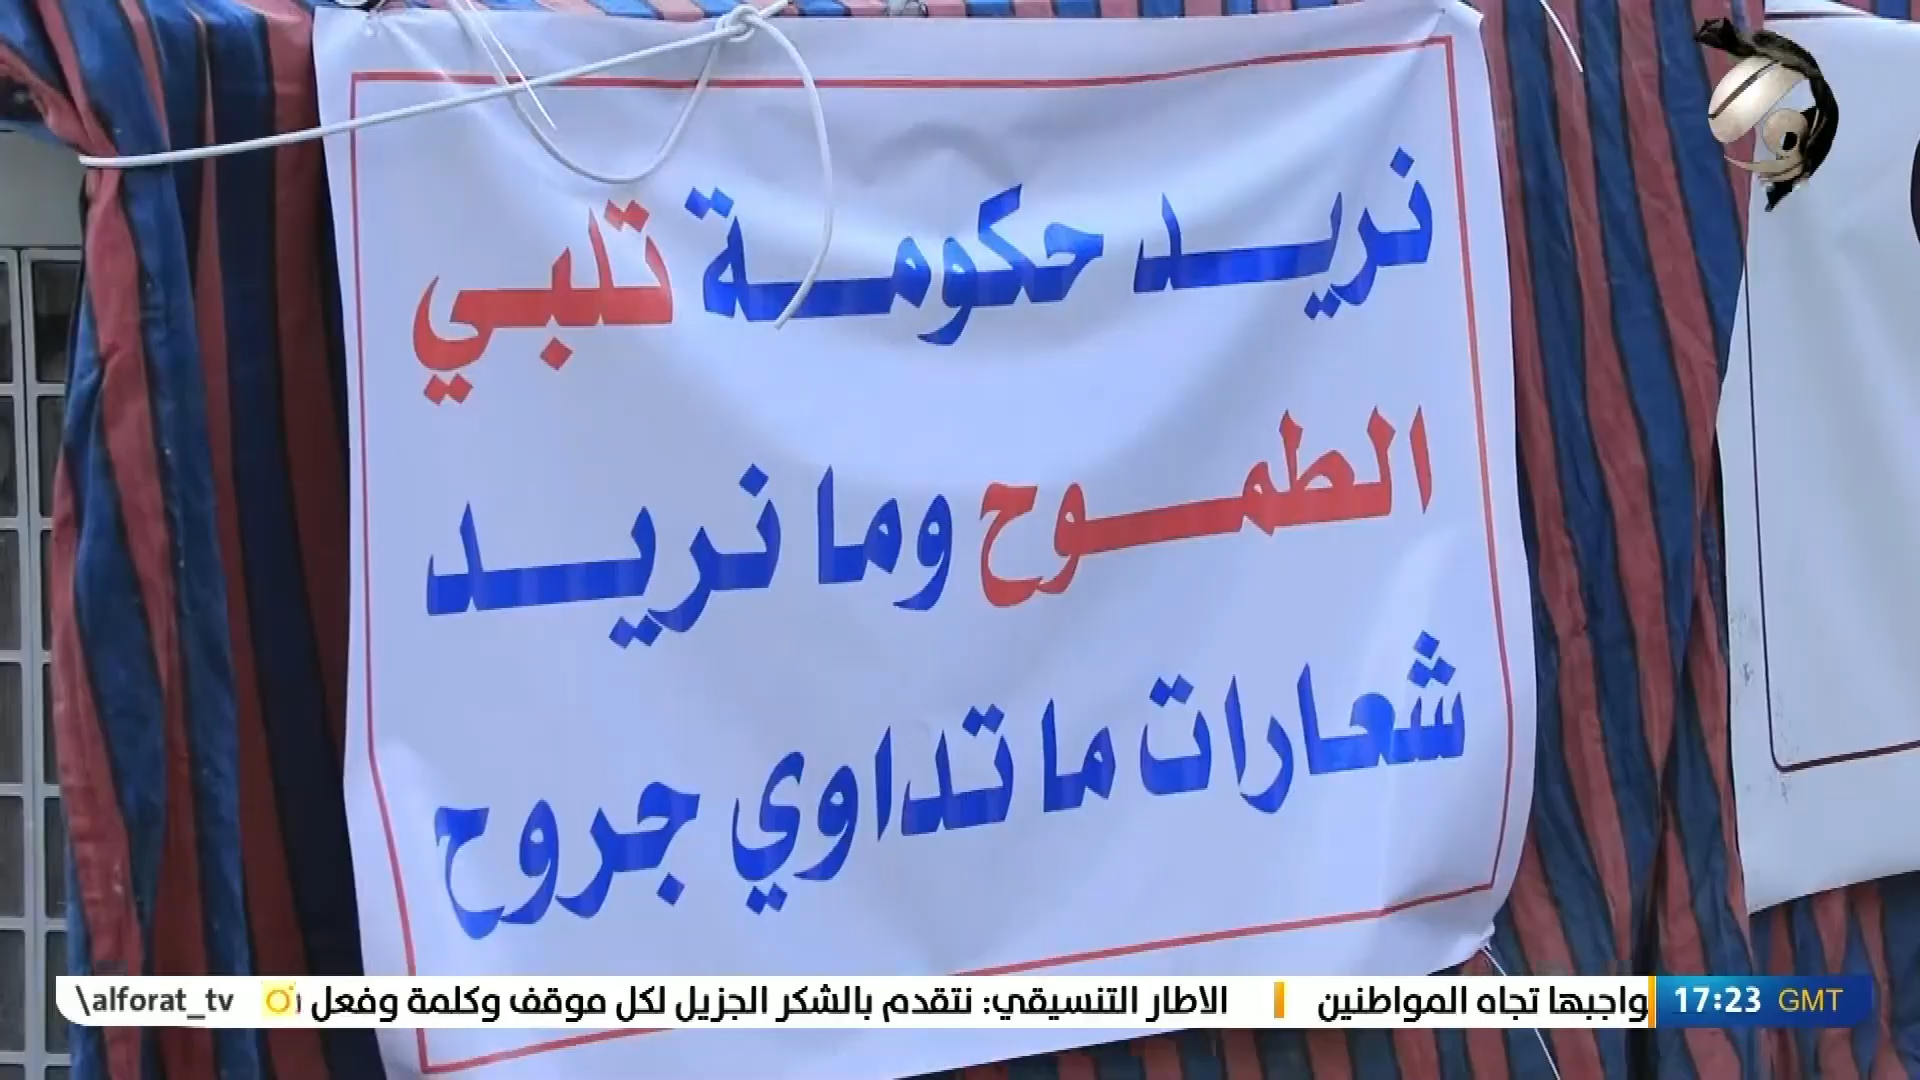 نريد حكومة تلبي
الطموح وما نريد
شعارات ما تداوي جروح
17:23 GMT
واجبها تجاه المواطنين
الاطار التنسيقي: نتقدم بالشكر الجزيل لكل موقف وكلمة وفعل
\alforat_tv